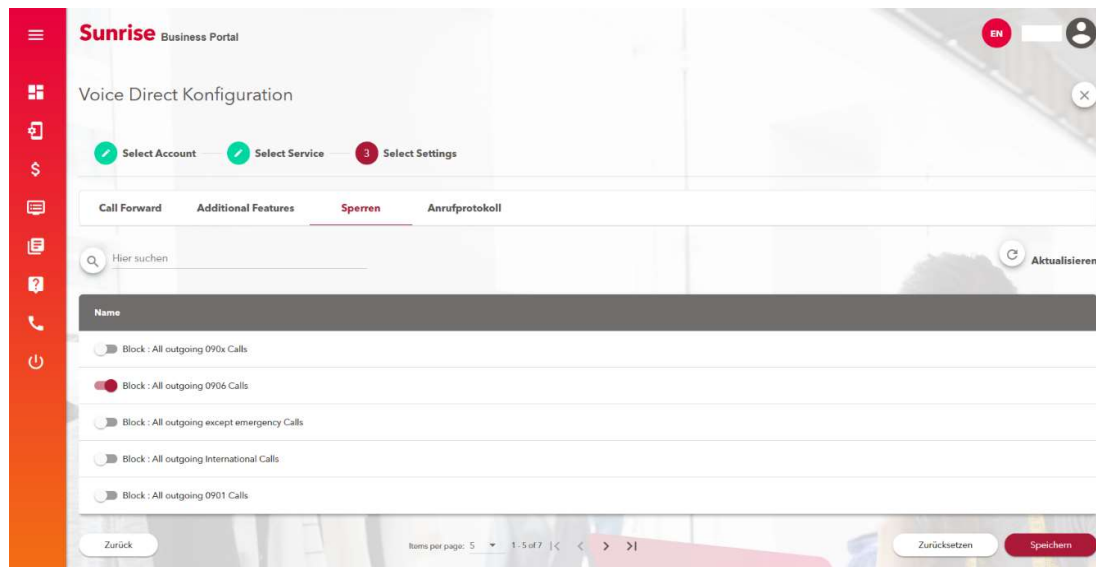 Sunrise Business Portal
EN
Voice Direct Konfiguration
Select Account
Select Service
3 Select Settings
Call Forward Additional Features Sperren Anrufprotokoll
Hier suchen
Aktualisieren
Name
Block : All outgoing 090x Calls
Block : All outgoing 0906 Calls
Block : All outgoing except emergency Calls
Block : All outgoing International Calls
Block : All outgoing 0901 Calls
Zurück
Items per page: 5 1 - 5 of 7
Zurücksetzen
Speichern